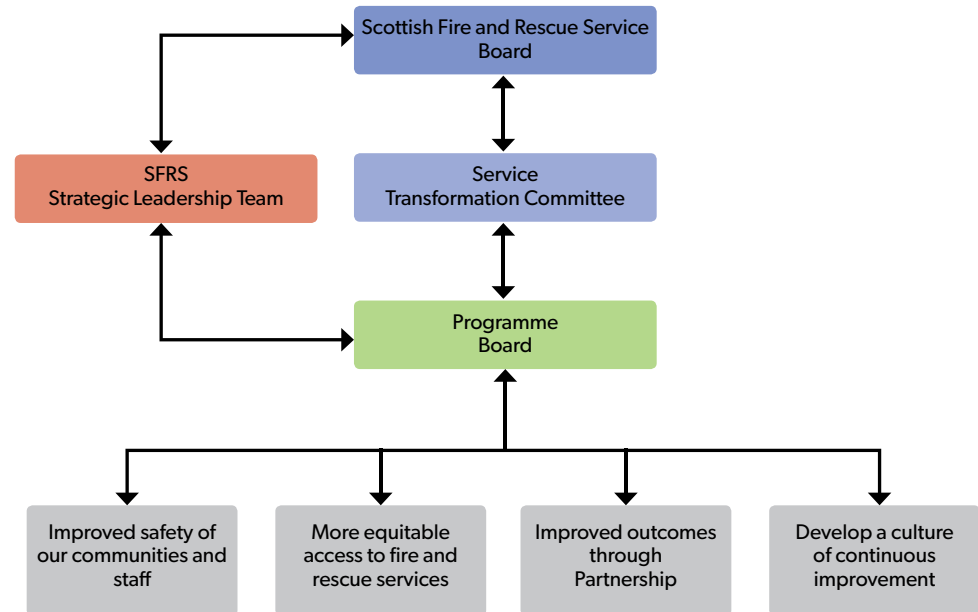 Scottish Fire and Rescue Service
Board
SFRS
Strategic Leadership Team
Service
Transformation Committee
Programme
Board
Improved safety of
our communities and
staff
More equitable
access to fire and
rescue services
Improved outcomes
through
Partnership
Develop a culture
of continuous
improvement